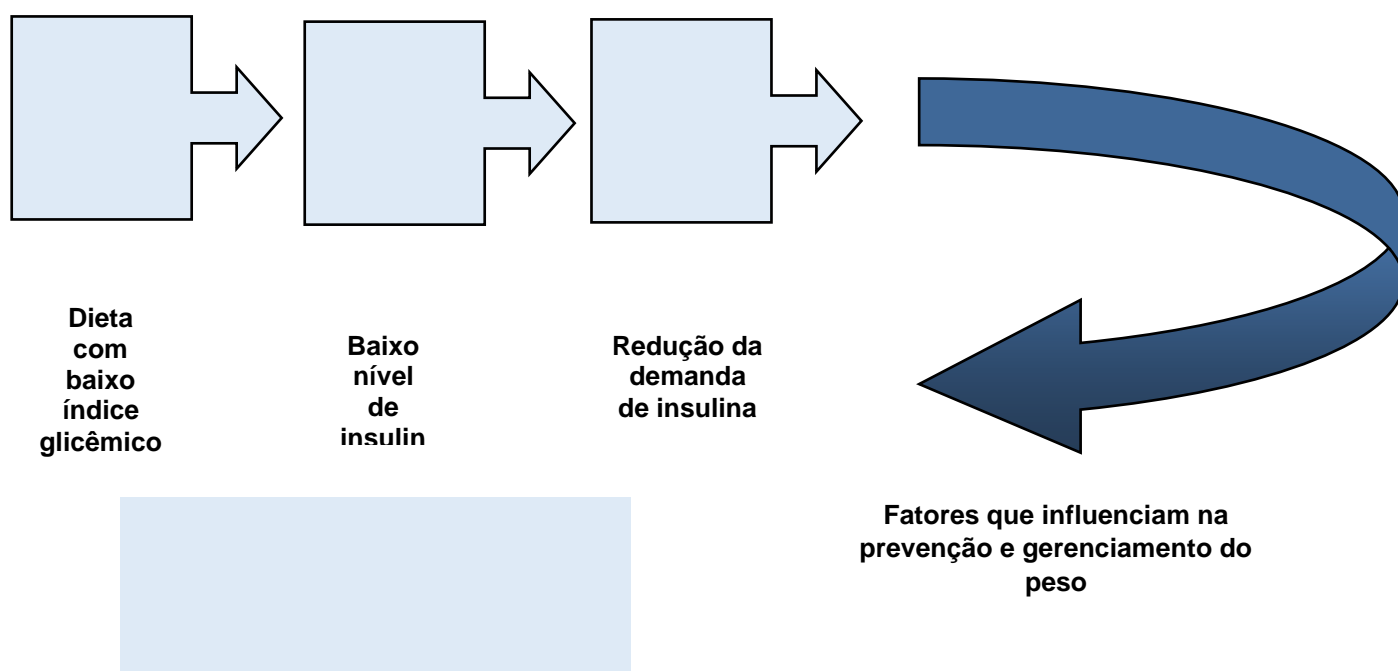 Dieta
com
baixo
índice
glicêmico
Baixo
nível
de
insulin
Redução da
demanda
de insulina
Fatores que influenciam na
prevenção e gerenciamento do
peso